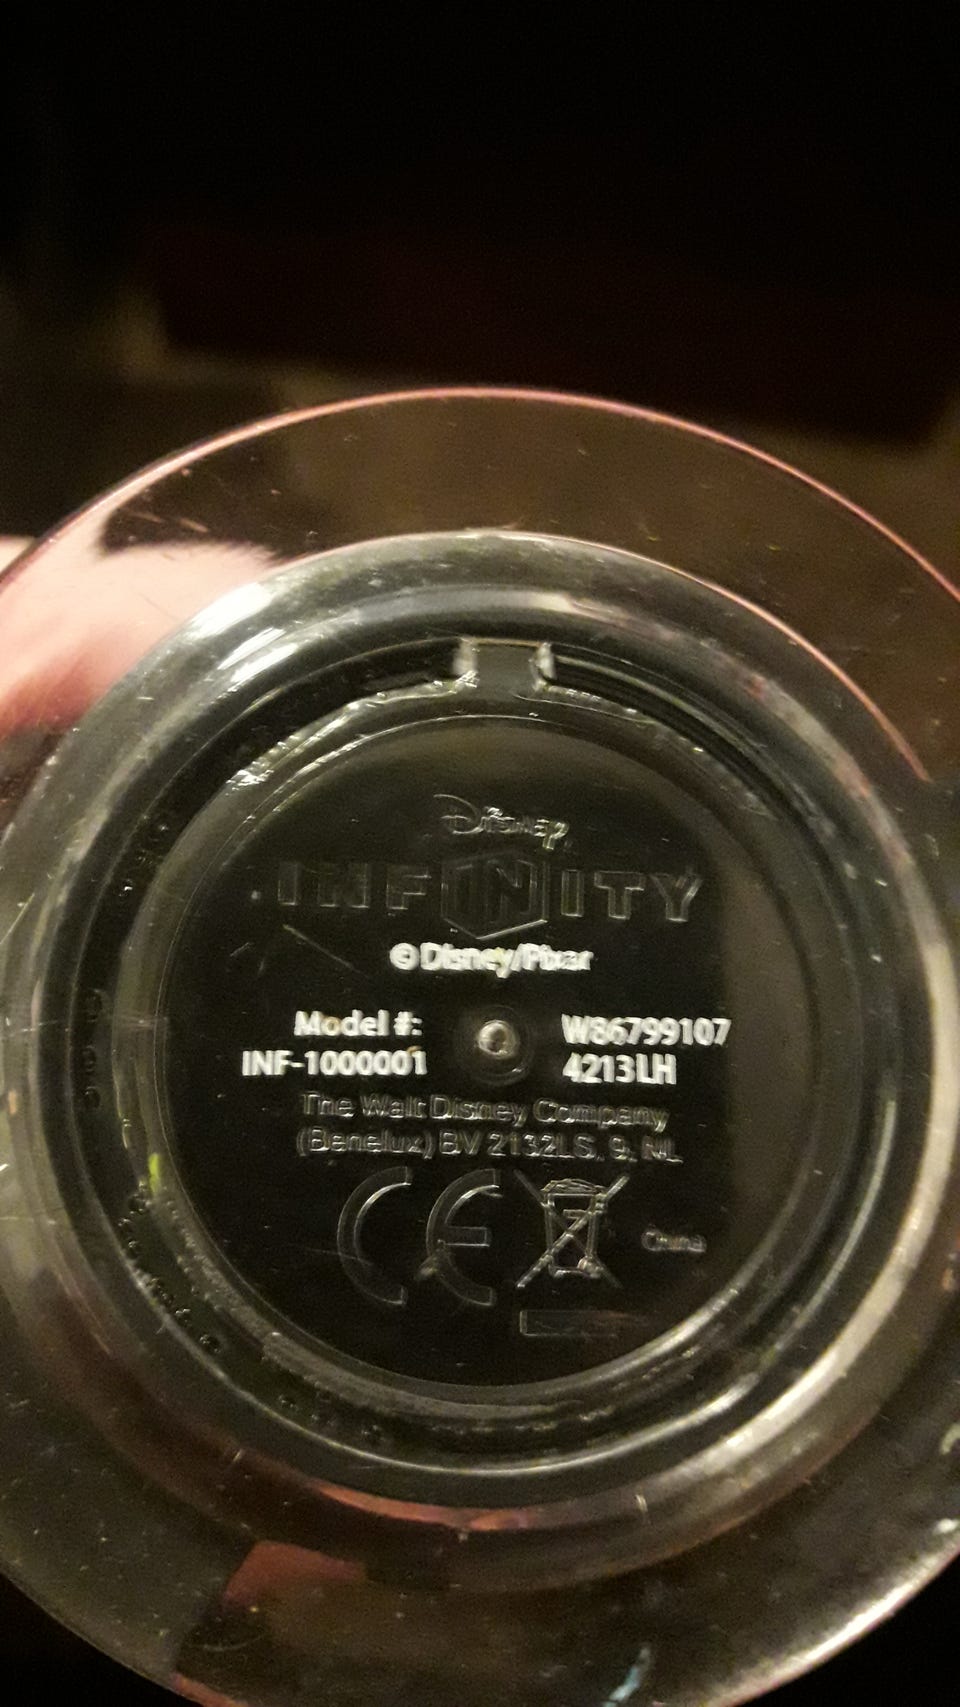 Disney
INFINITY
© Disney/Pixar
Model #:
INF-1000001
W86799107
4213LH
The Walt Disney Company
(Benelux) BV 2132LS, 9, NL
CE
China